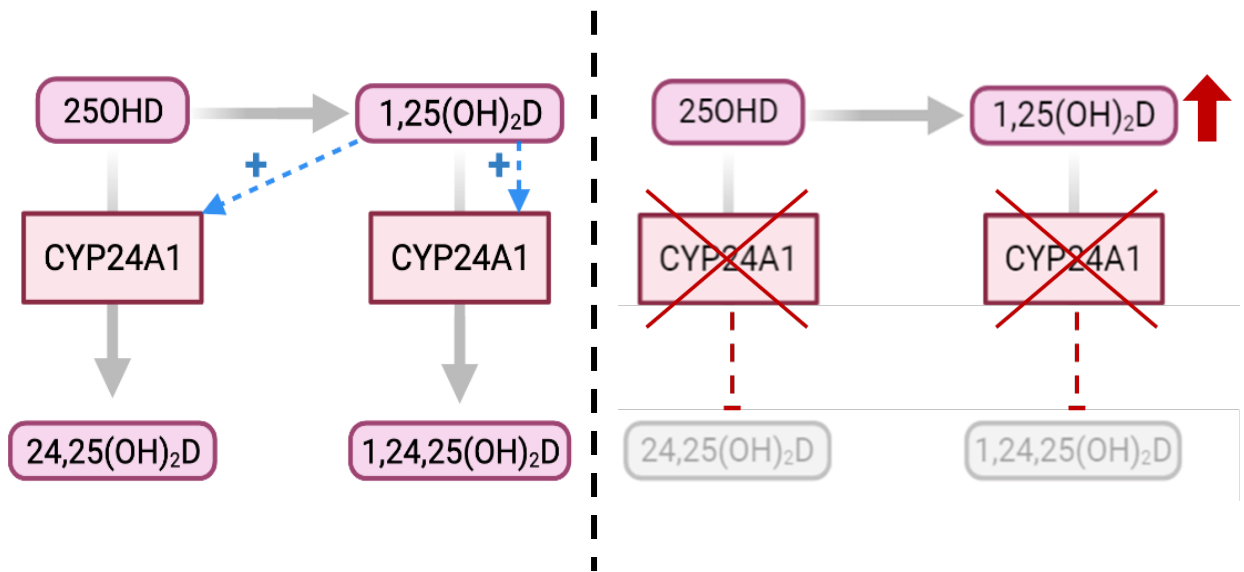 25OHD
1,25(OH)₂D
+
+
CYP24A1
CYP24A1
24,25(OH)₂D
1,24,25(OH)₂D
25OHD
1,25(OH)₂D
CYP24A1
CYP24A1
24,25(OH)₂D
1,24,25(OH)₂D